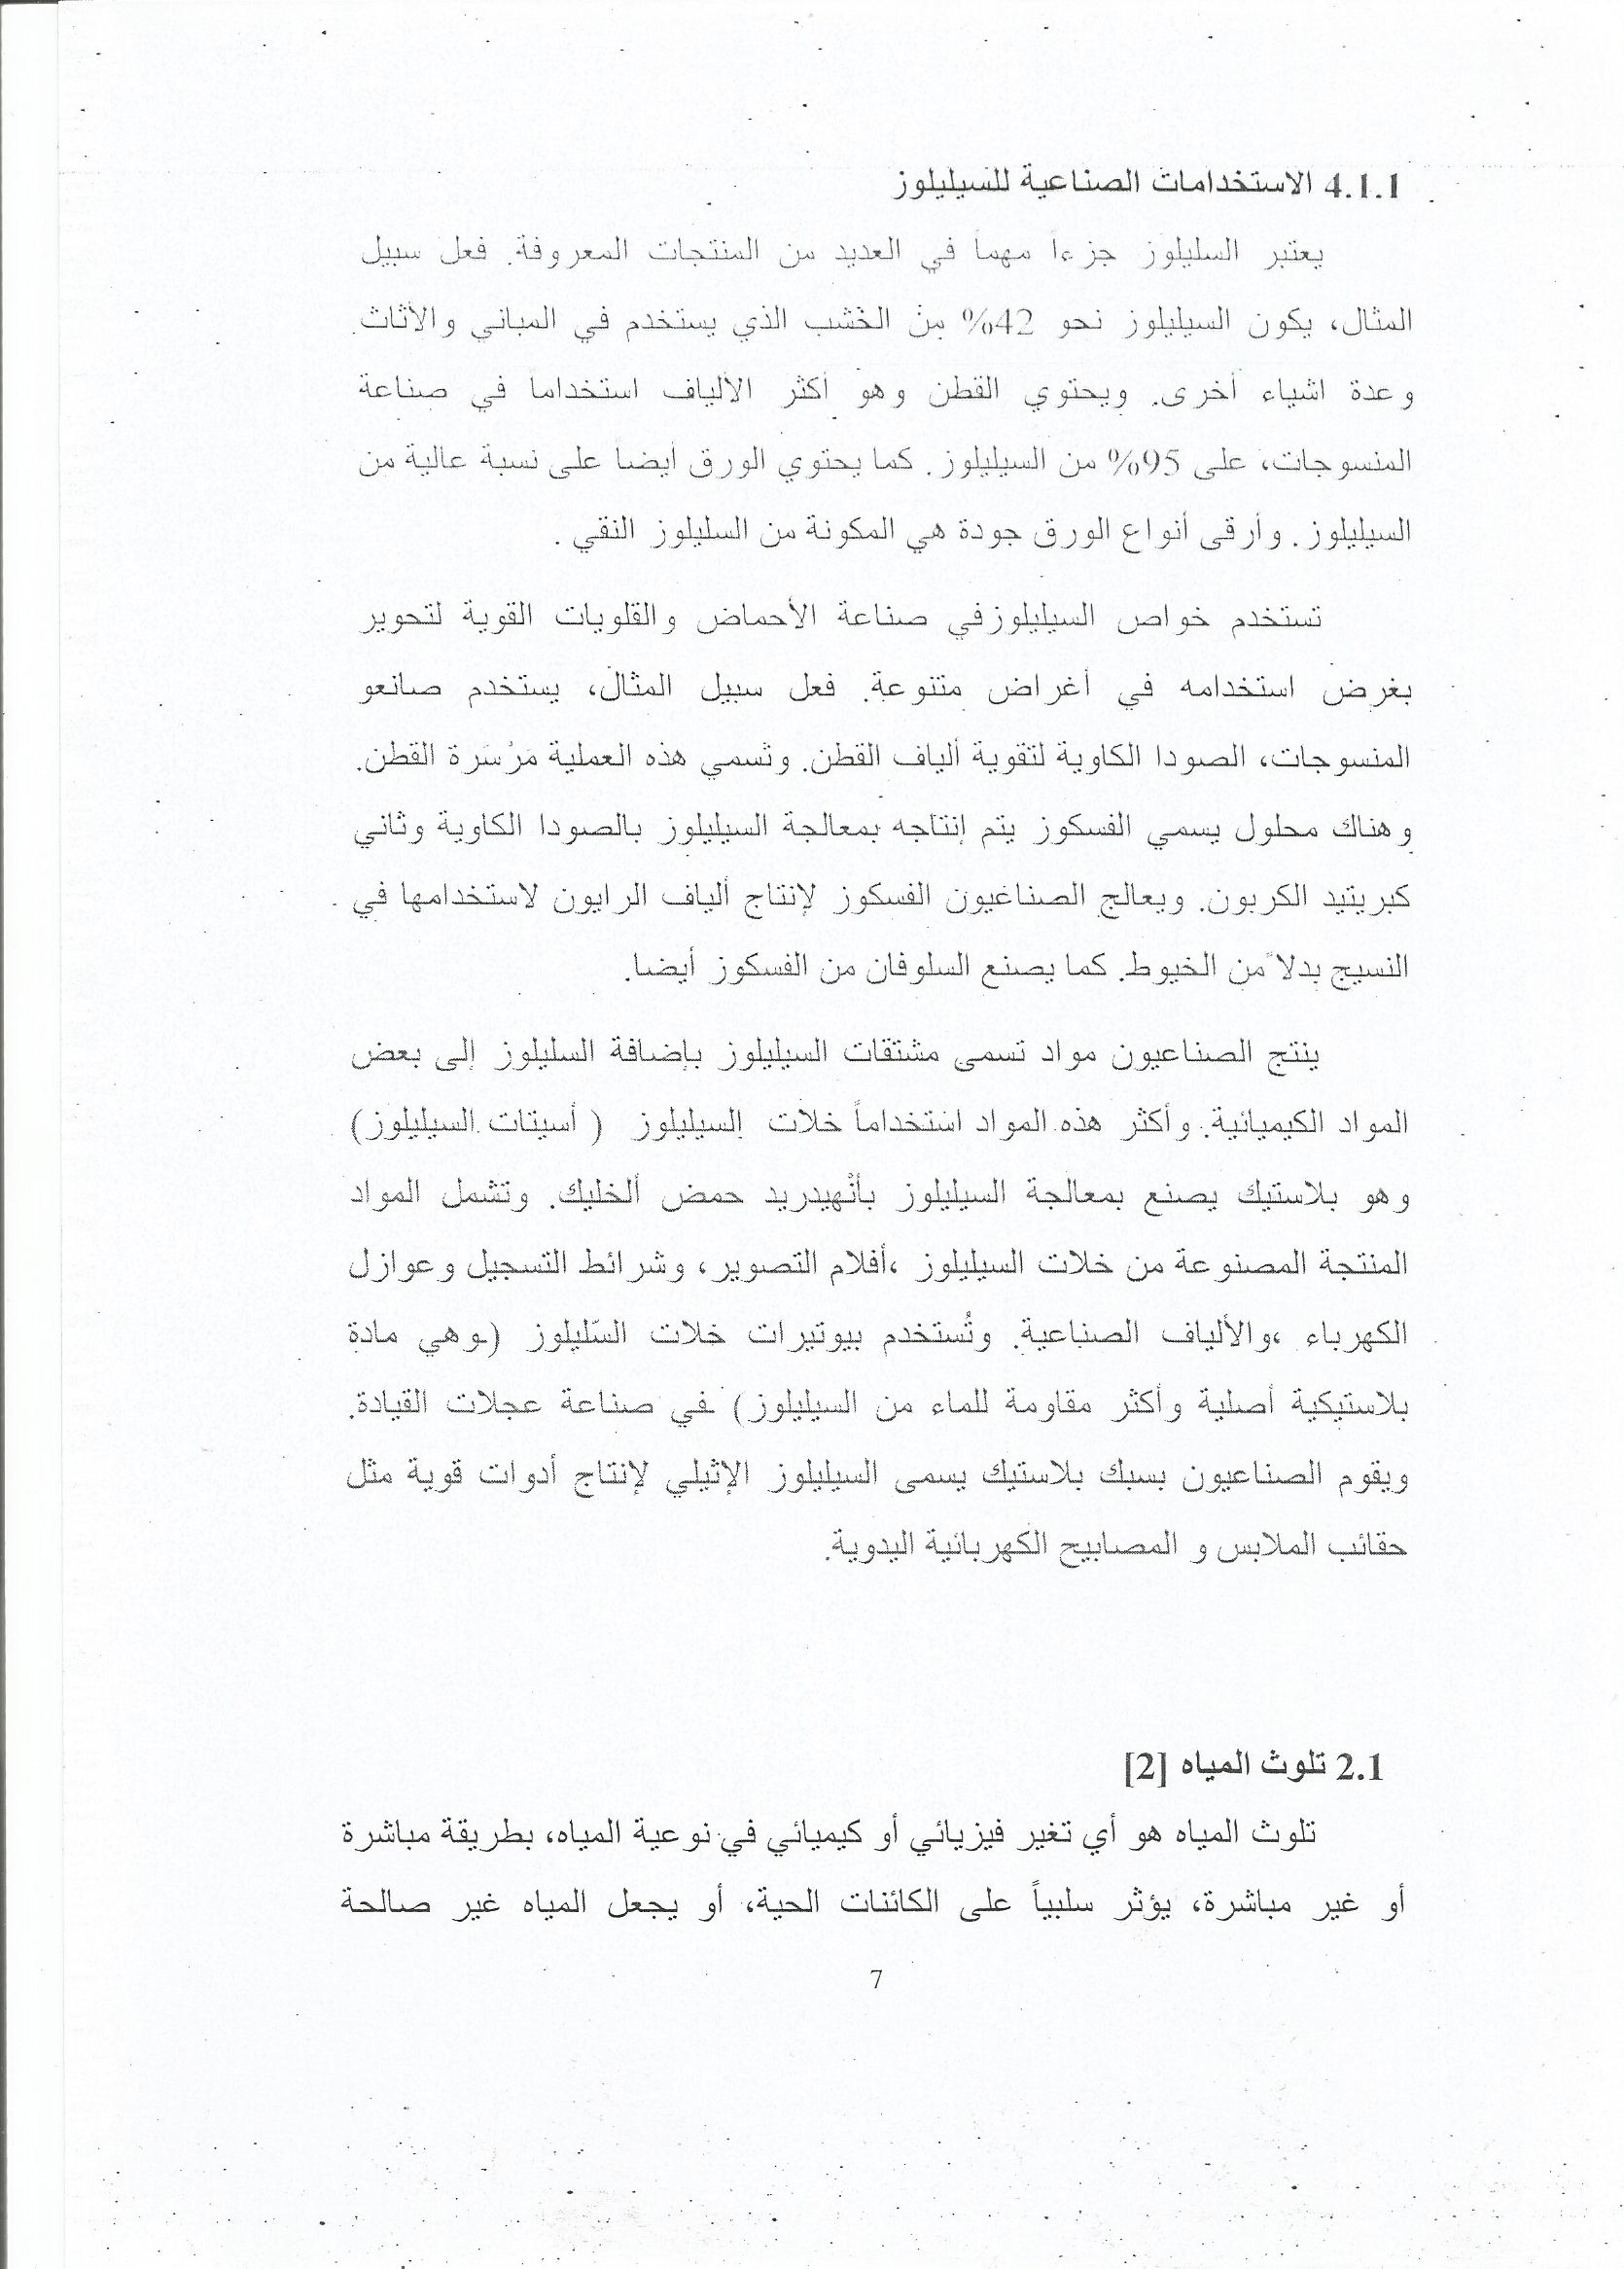 4.1.1 الاستخدامات الصناعية للسيليلوز
يعتبر السليلوز جزءا مهما في العديد من المنتجات المعروفة. فعل سبيل
المثال، يكون السيليلوز نحو 42% من الخشب الذي يستخدم في المباني والأثاث
وعدة اشياء أخرى. ويحتوي القطن وهو أكثر الألياف استخداما في صناعة
المنسوجات، على 95% من السيليلوز. كما يحتوي الورق أيضا على نسبة عالية من
السيليلوز. وأرقى أنواع الورق جودة هي المكونة من السليلوز النقي .
تستخدم خواص السيليلوزفي صناعة الأحماض والقلويات القوية لتحوير
بغرض استخدامه في أغراض متنوعة. فعل سبيل المثال، يستخدم صانعو
المنسوجات، الصودا الكاوية لتقوية ألياف القطن. وتسمي هذه العملية مَرْسَرة القطن.
وهناك محلول يسمي الفسكوز يتم إنتاجه بمعالجة السيليلوز بالصودا الكاوية وثاني
كبريتيد الكربون. ويعالج الصناعيون الفسكوز لإنتاج ألياف الرايون لاستخدامها في
النسيج بدلاً من الخيوط. كما يصنع السلوفان من الفسكوز أيضا.
ينتج الصناعيون مواد تسمى مشتقات السيليلوز بإضافة السليلوز إلى بعض
المواد الكيميائية. وأكثر هذه المواد استخداماً خلات السيليلوز ( أسيتات السيليلوز)
وهو بلاستيك يصنع بمعالجة السيليلوز بأنْهيدريد حمض ألخليك. وتشمل المواد
المنتجة المصنوعة من خلات السيليلوز ،أفلام التصوير، وشرائط التسجيل وعوازل
الكهرباء ،والألياف الصناعية. وتُستخدم بيوتيرات خلات السّليلوز (وهي مادة
بلاستيكية أصلية وأكثر مقاومة للماء من السيليلوز) في صناعة عجلات القيادة.
ويقوم الصناعيون بسبك بلاستيك يسمى السيليلوز الإثيلي لإنتاج أدوات قوية مثل
حقائب الملابس و المصابيح الكهربائية اليدوية.
2.1 تلوث المياه [2]
تلوث المياه هو أي تغير فيزيائي أو كيميائي في نوعية المياه، بطريقة مباشرة
أو غير مباشرة، يؤثر سلبياً على الكائنات الحية، أو يجعل المياه غير صالحة
7